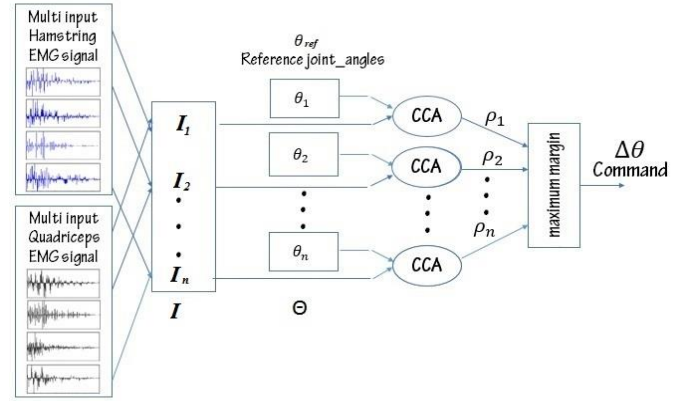 Multi input
Hamstring
EMG signal
Multi input
Quadriceps
EMG signal
I₁
I₂
Iₙ
I
θ_ref
Reference joint_angles
θ₁
θ₂
θₙ
Θ
CCA
CCA
CCA
ρ₁
ρ₂
ρₙ
maximum margin
Δθ
Command